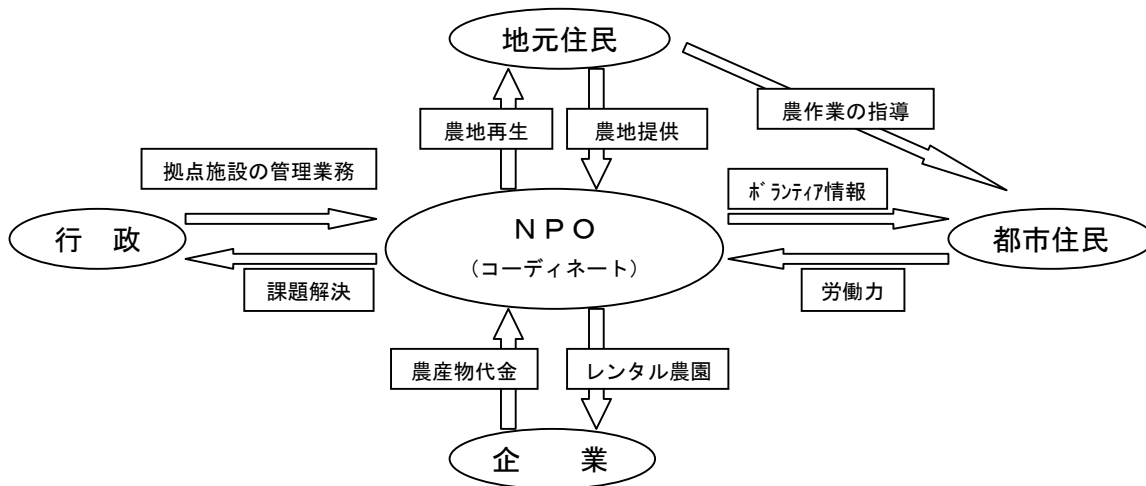 地元住民
農作業の指導
農地再生
農地提供
拠点施設の管理業務
ﾎﾞﾗﾝﾃｨｱ情報
行　政
ＮＰＯ
（コーディネート）
都市住民
課題解決
労働力
農産物代金
レンタル農園
企　　業